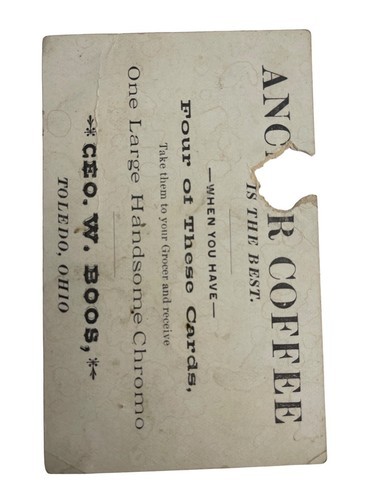 ANC R COFFEE
IS THE BEST.
—WHEN YOU HAVE—
Four of These Cards,
Take them to your Grocer and receive
One Large Handsome Chromo
GEO. W. BOOS,
TOLEDO, OHIO